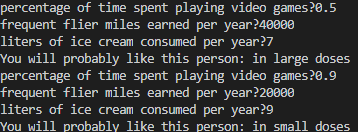 percentage of time spent playing video games?0.5
frequent flier miles earned per year?40000
liters of ice cream consumed per year?7
You will probably like this person: in large doses
percentage of time spent playing video games?0.9
frequent flier miles earned per year?20000
liters of ice cream consumed per year?9
You will probably like this person: in small doses